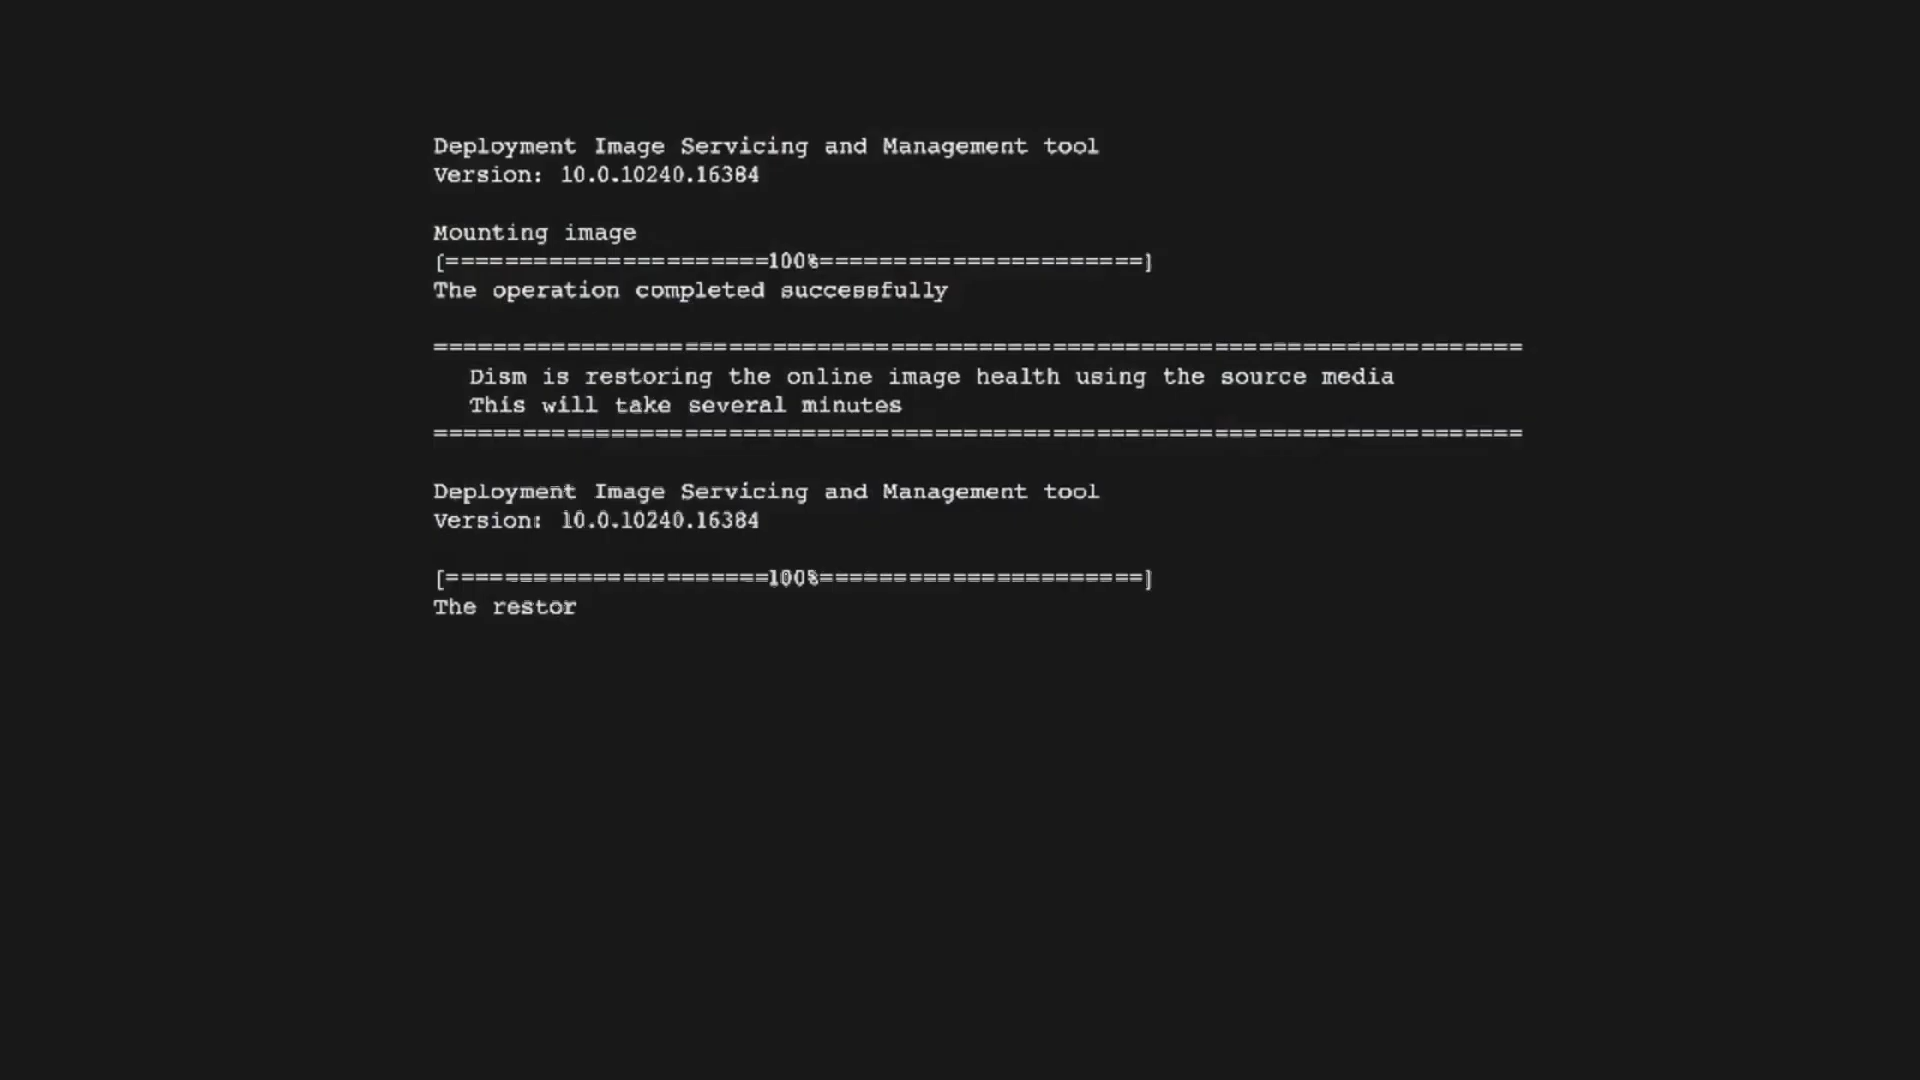 Deployment Image Servicing and Management tool
Version: 10.0.10240.16384
Mounting image
[======================100%======================]
The operation completed successfully
==========================================================================
Dism is restoring the online image health using the source media
This will take several minutes
==========================================================================
Deployment Image Servicing and Management tool
Version: 10.0.10240.16384
[======================100%======================]
The restor